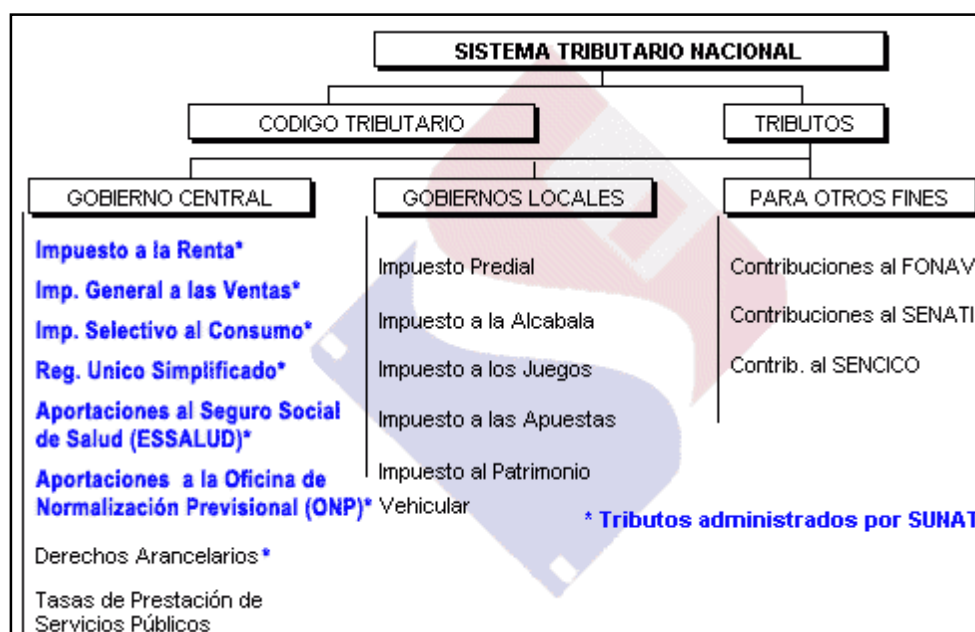 SISTEMA TRIBUTARIO NACIONAL
CODIGO TRIBUTARIO
TRIBUTOS
GOBIERNO CENTRAL
Impuesto a la Renta*
Imp. General a las Ventas*
Imp. Selectivo al Consumo*
Reg. Unico Simplificado*
Aportaciones al Seguro Social
de Salud (ESSALUD)*
Aportaciones a la Oficina de
Normalización Previsional (ONP)*
Derechos Arancelarios*
Tasas de Prestación de
Servicios Públicos
GOBIERNOS LOCALES
Impuesto Predial
Impuesto a la Alcabala
Impuesto a los Juegos
Impuesto a las Apuestas
Impuesto al Patrimonio
Vehicular
PARA OTROS FINES
Contribuciones al FONAV
Contribuciones al SENATI
Contrib. al SENCICO
* Tributos administrados por SUNAT